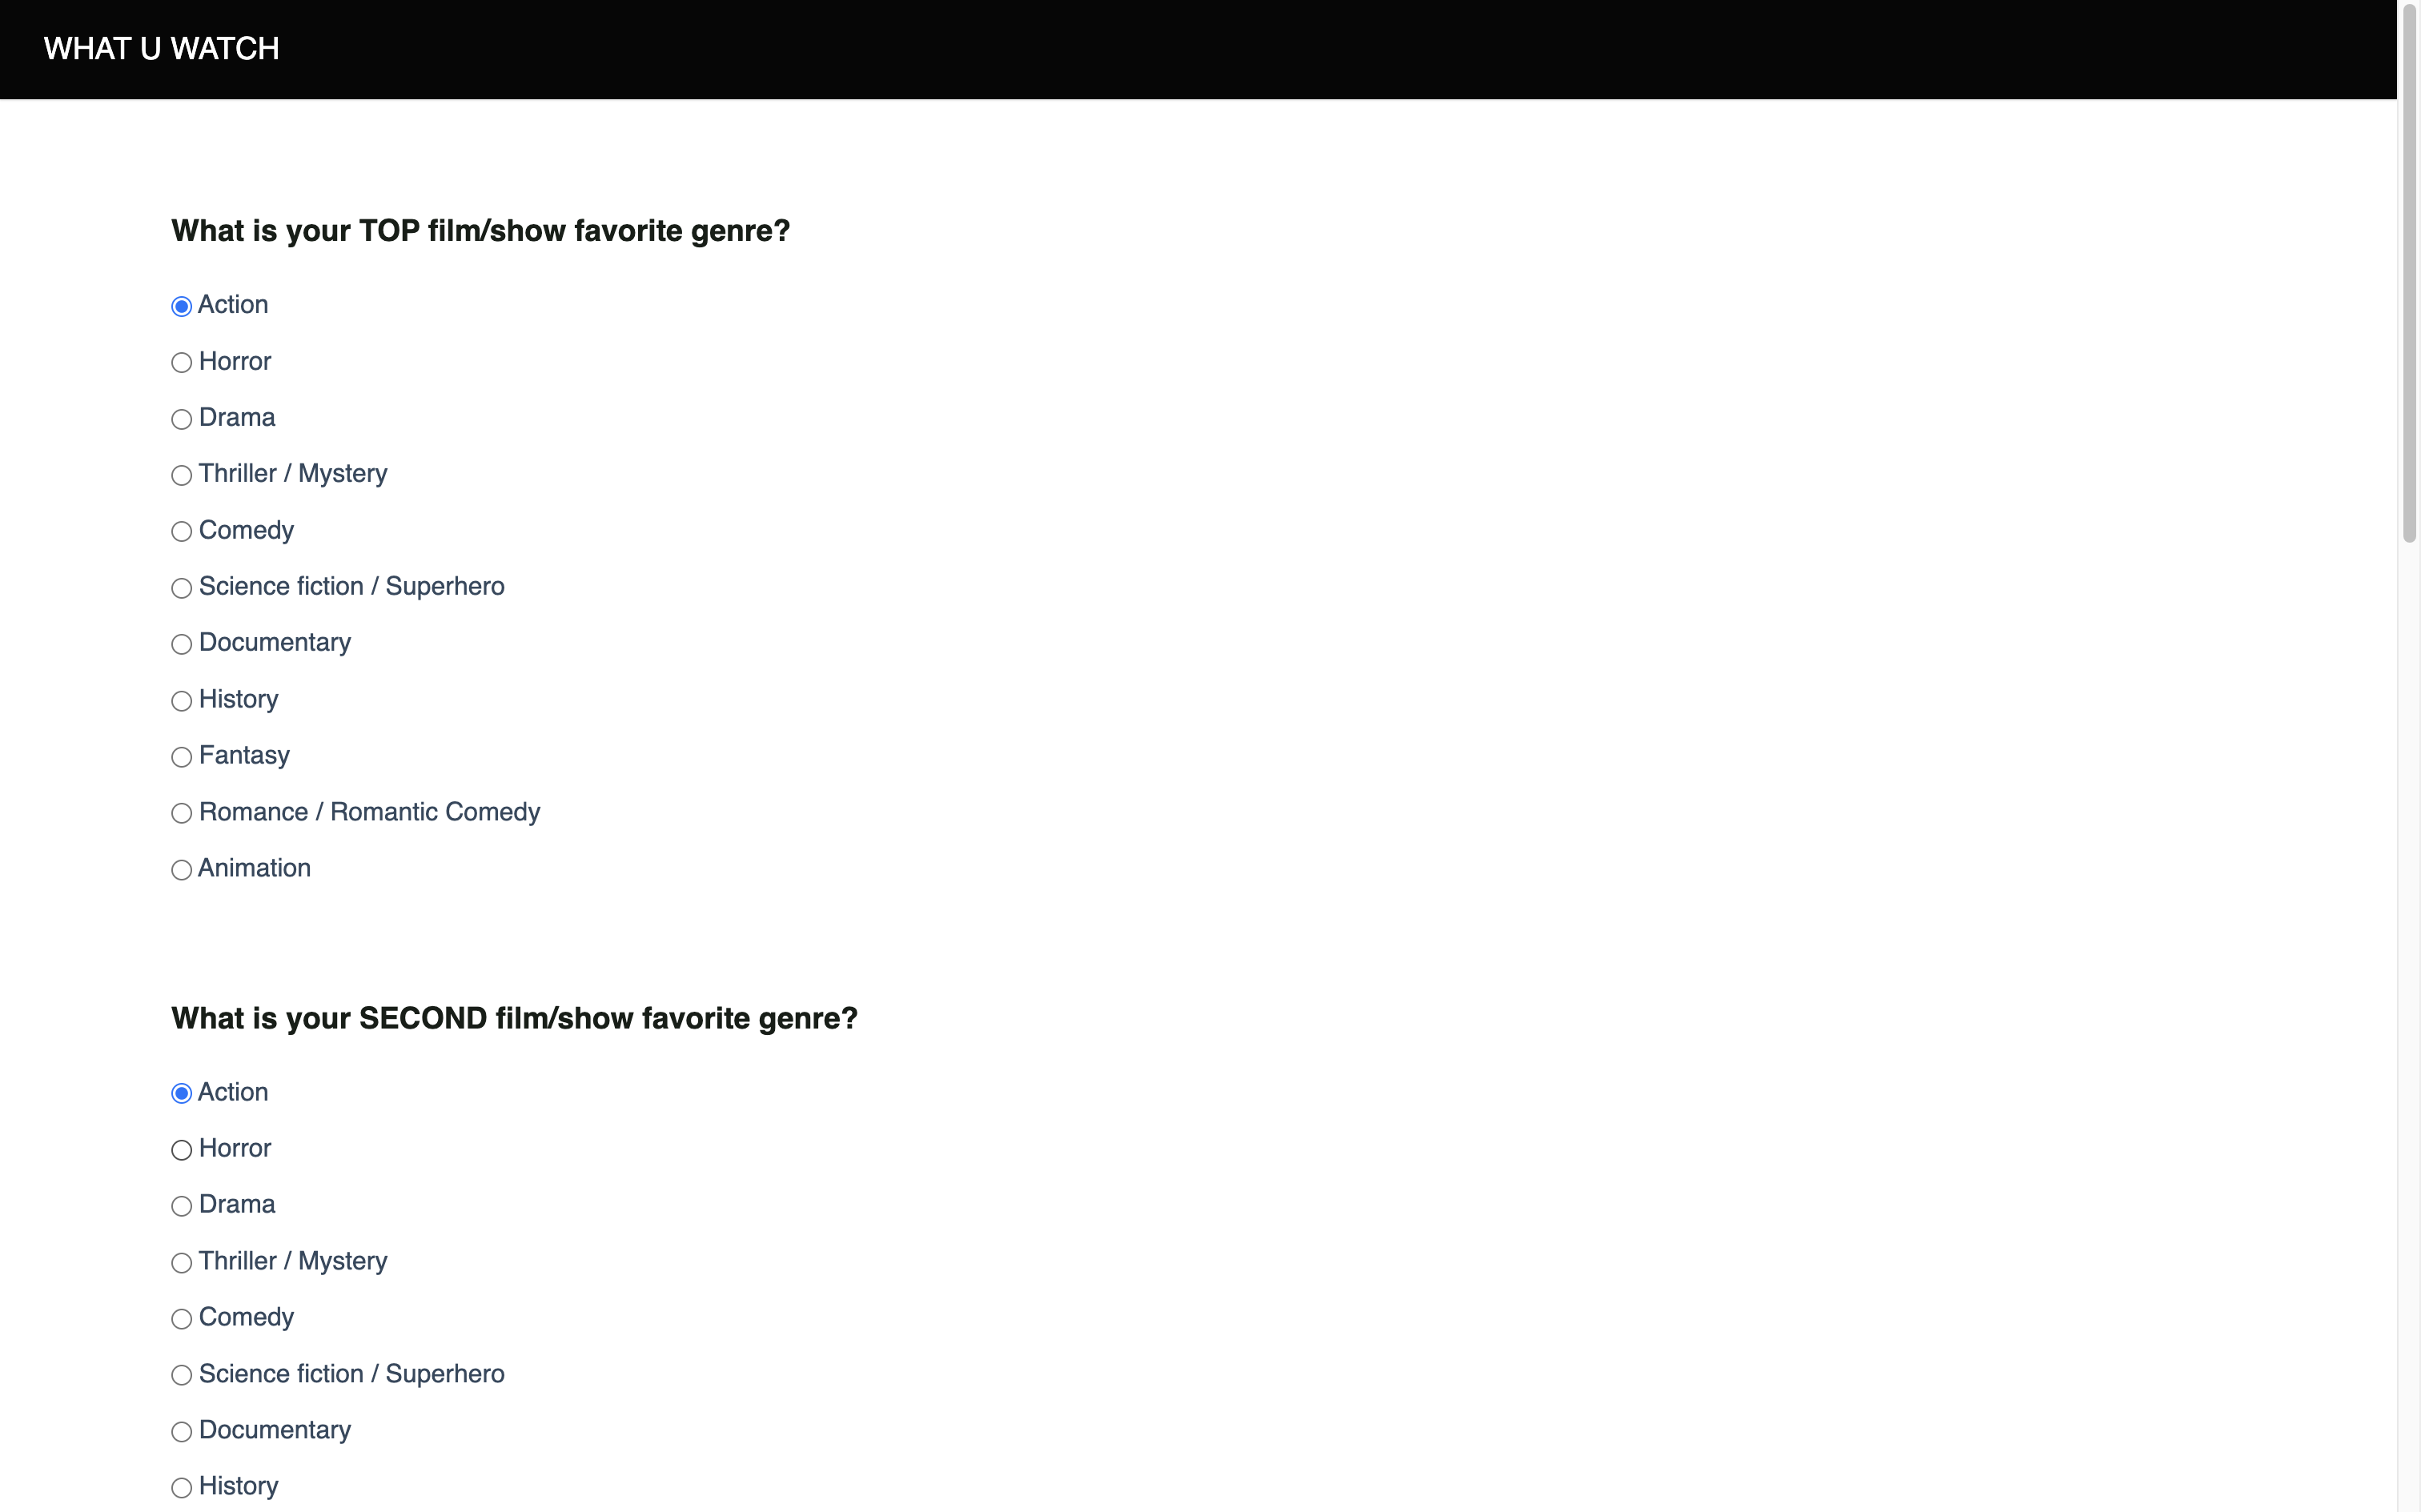 WHAT U WATCH
What is your TOP film/show favorite genre?
Action
Horror
Drama
Thriller / Mystery
Comedy
Science fiction / Superhero
Documentary
History
Fantasy
Romance / Romantic Comedy
Animation
What is your SECOND film/show favorite genre?
Action
Horror
Drama
Thriller / Mystery
Comedy
Science fiction / Superhero
Documentary
History